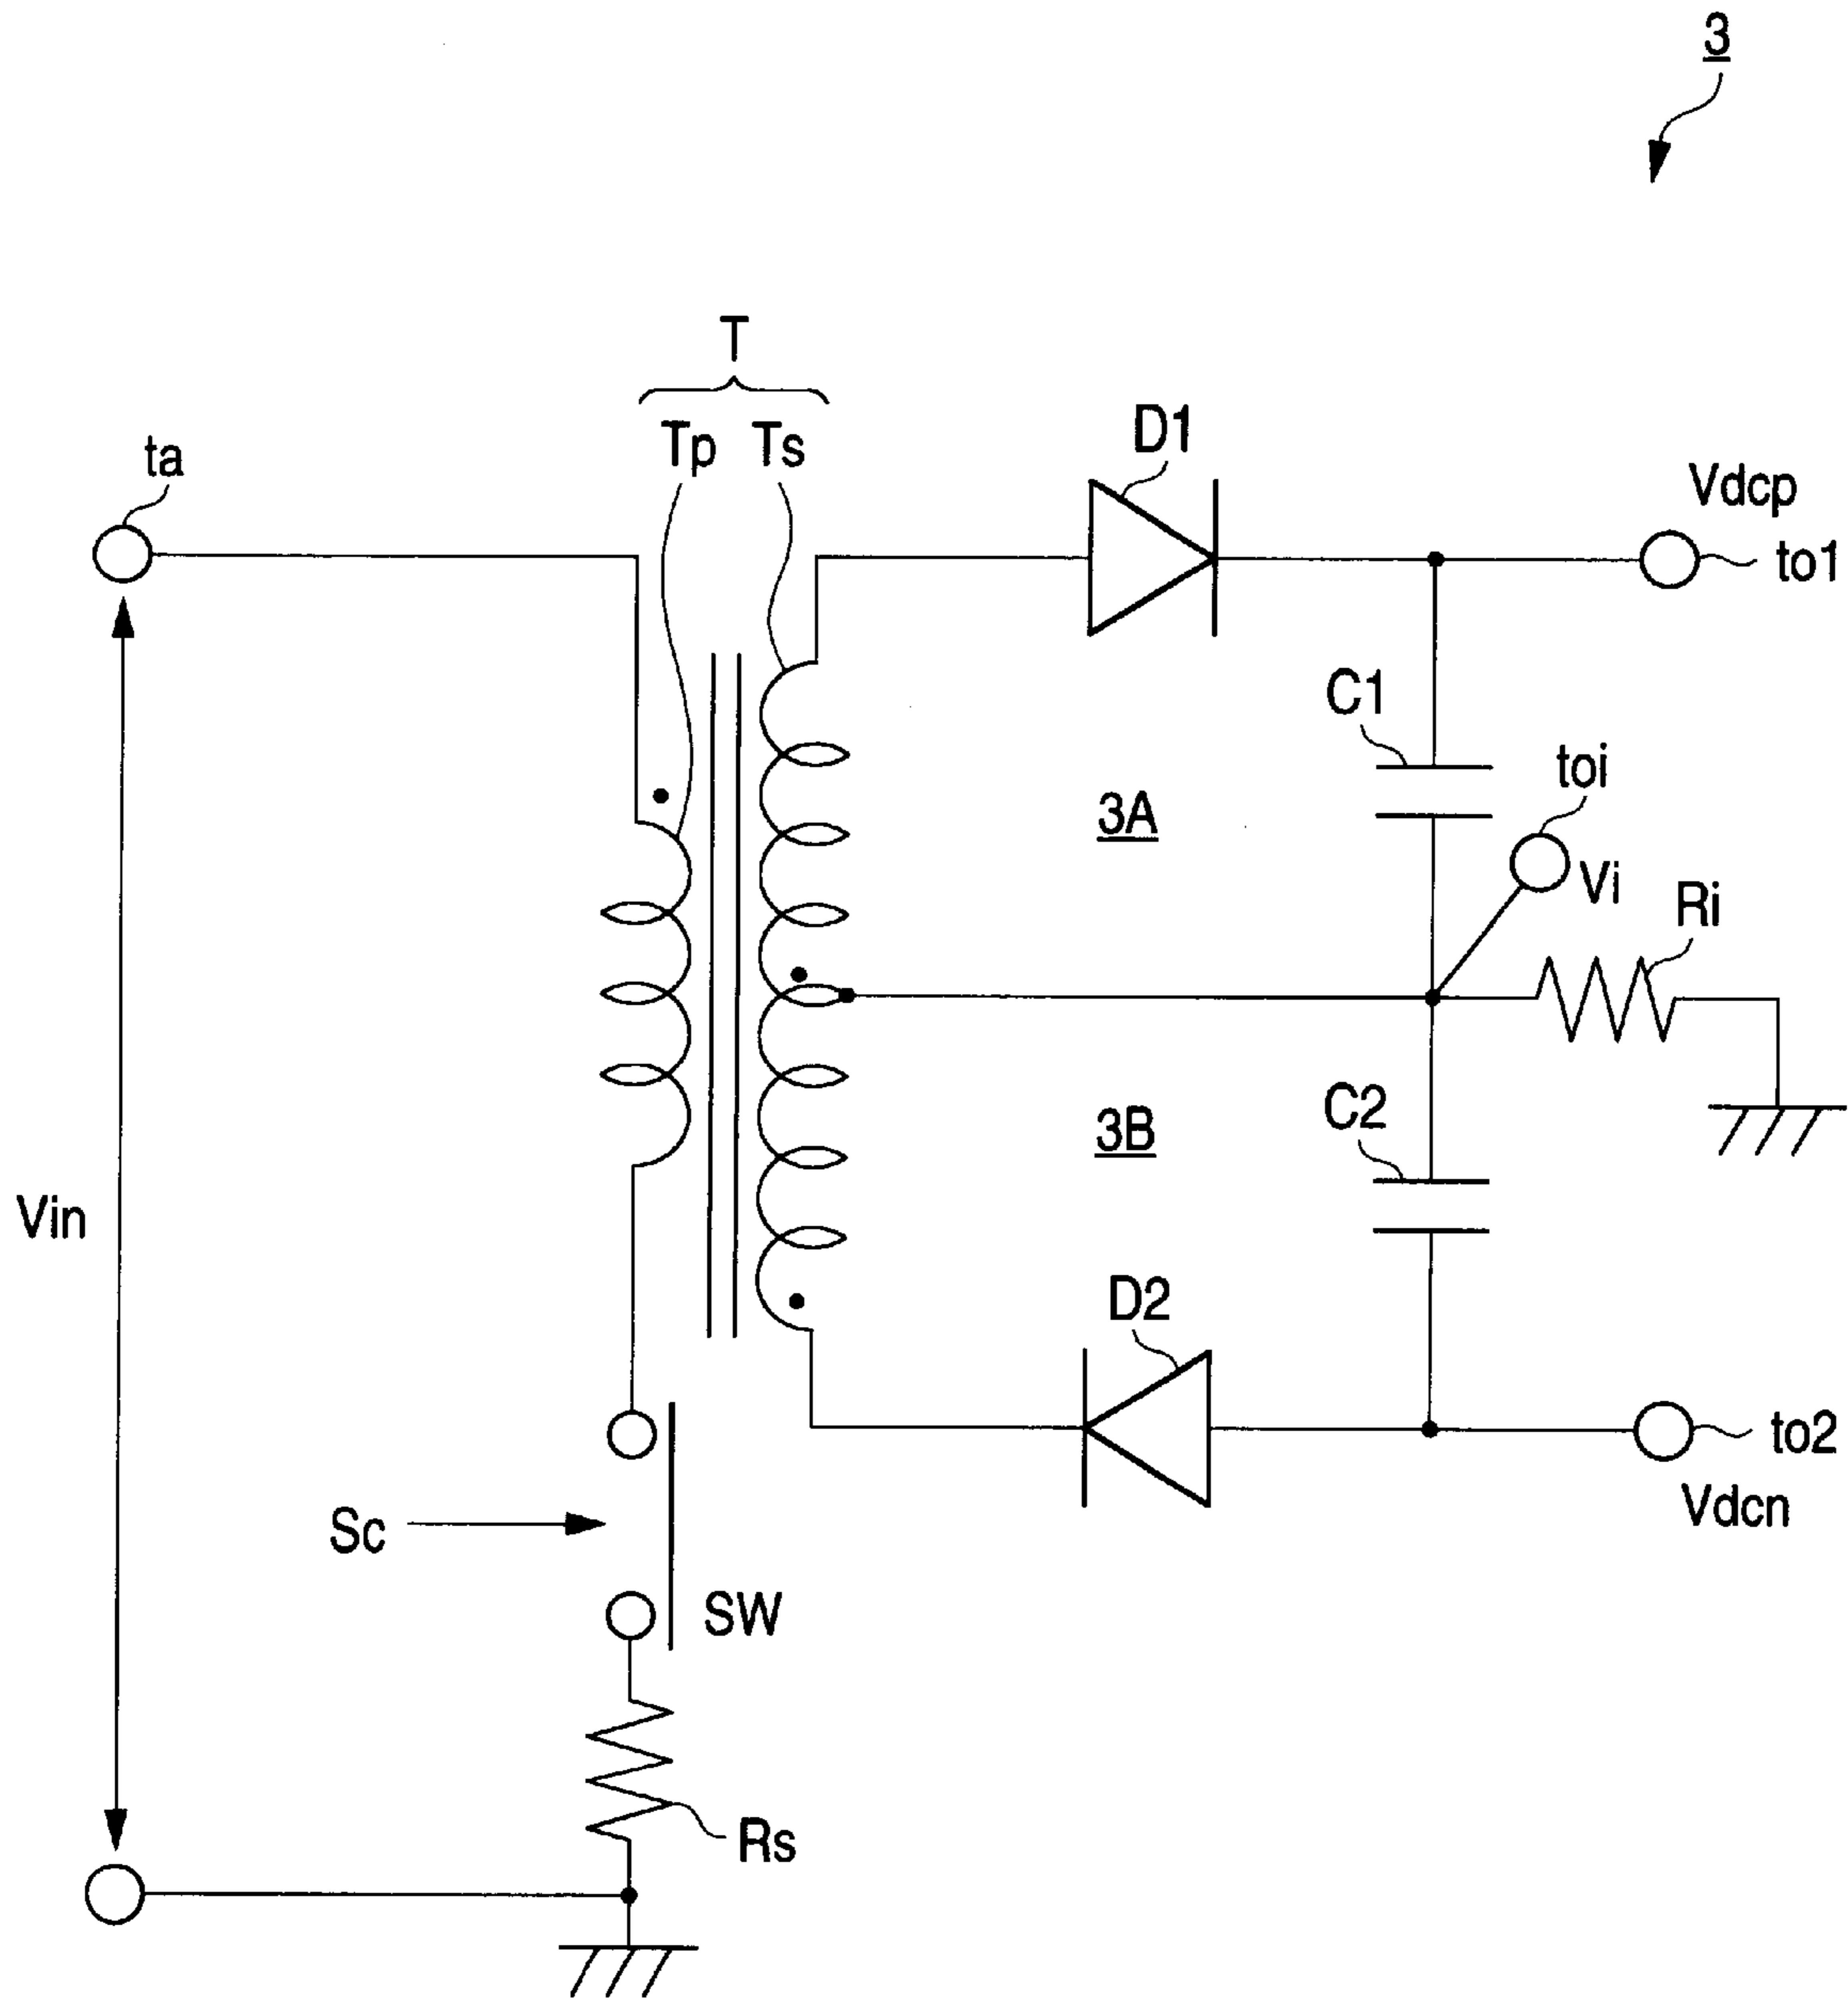 3
T
Tp Ts
D1
ta
Vdcp
to1
C1
toi
3A
Vi
Ri
C2
3B
Vin
D2
to2
Vdcn
Sc
SW
Rs